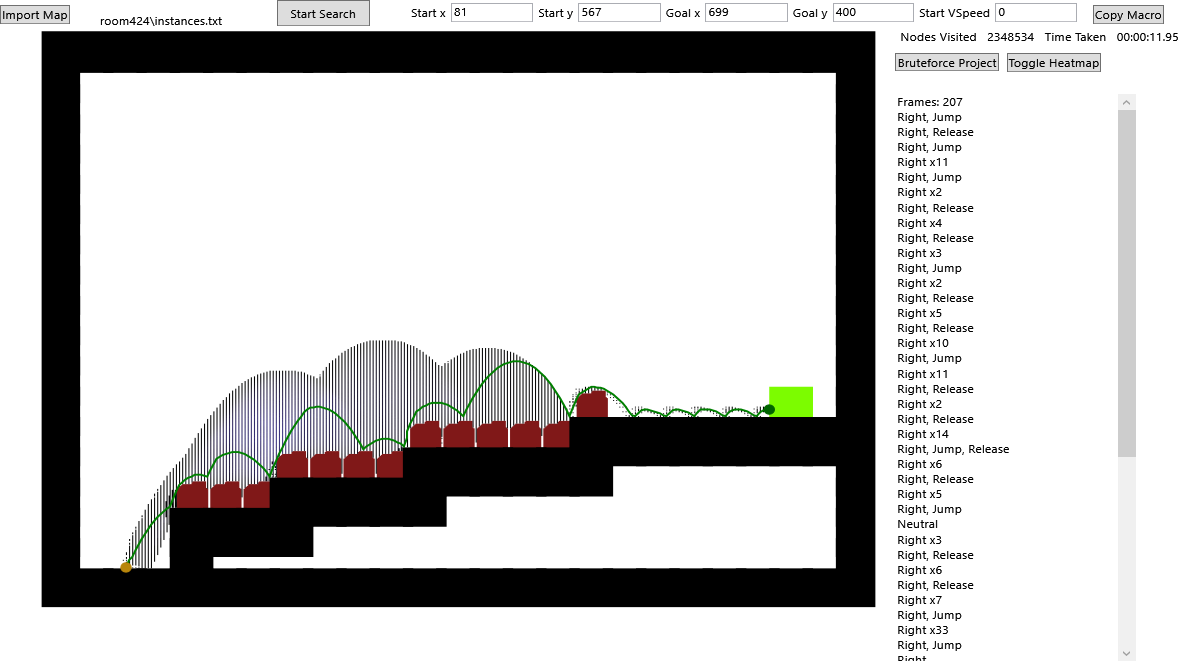 Import Map
room424\instances.txt
Start Search
Start x 81 Start y 567 Goal x 699 Goal y 400 Start VSpeed 0
Copy Macro
Nodes Visited 2348534 Time Taken 00:00:11.95
Bruteforce Project Toggle Heatmap
Frames: 207
Right, Jump
Right, Release
Right, Jump
Right x11
Right, Jump
Right x2
Right, Release
Right x4
Right, Release
Right x3
Right, Jump
Right x2
Right, Release
Right x5
Right, Release
Right x10
Right, Jump
Right x11
Right, Release
Right x2
Right, Release
Right x14
Right, Jump, Release
Right x6
Right, Release
Right x5
Right, Jump
Neutral
Right x3
Right, Release
Right x6
Right, Release
Right x7
Right, Jump
Right x33
Right, Jump
Right